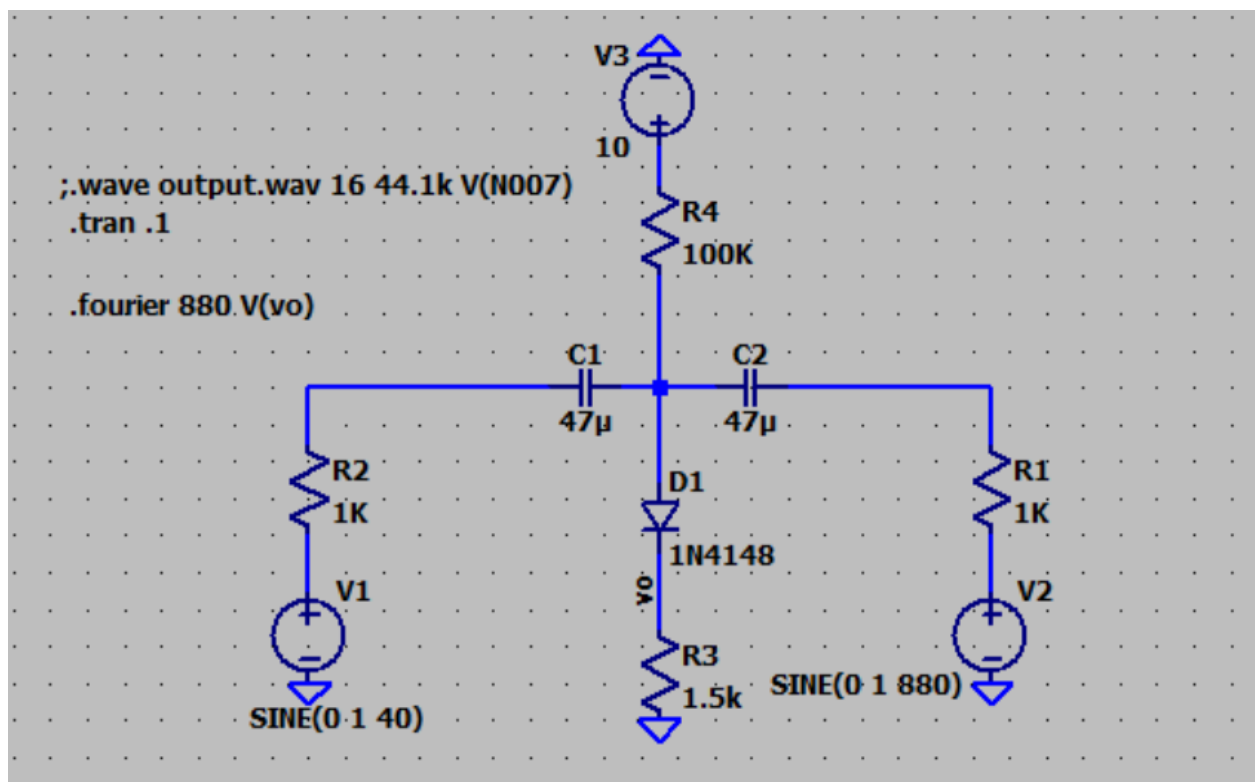 V3
10
;.wave output.wav 16 44.1k V(N007)
.tran .1
R4
100K
.fourier 880 V(vo)
C1
C2
47µ
47µ
R2
1K
D1
1N4148
R1
1K
V1
vo
V2
R3
1.5k
SINE(0 1 880)
SINE(0 1 40)